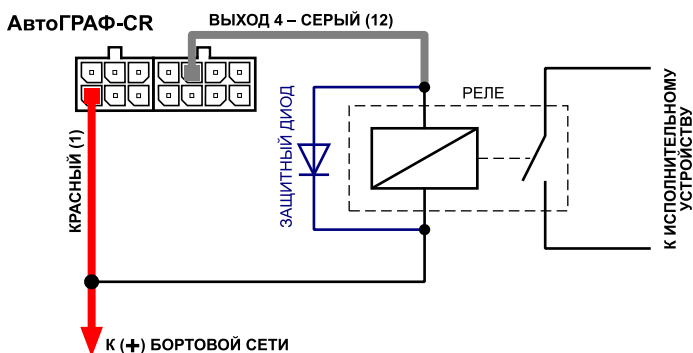 АвтоГРАФ-CR
ВЫХОД 4 – СЕРЫЙ (12)
РЕЛЕ
КРАСНЫЙ (1)
ЗАЩИТНЫЙ ДИОД
К ИСПОЛНИТЕЛЬНОМУ
УСТРОЙСТВУ
К (+) БОРТОВОЙ СЕТИ